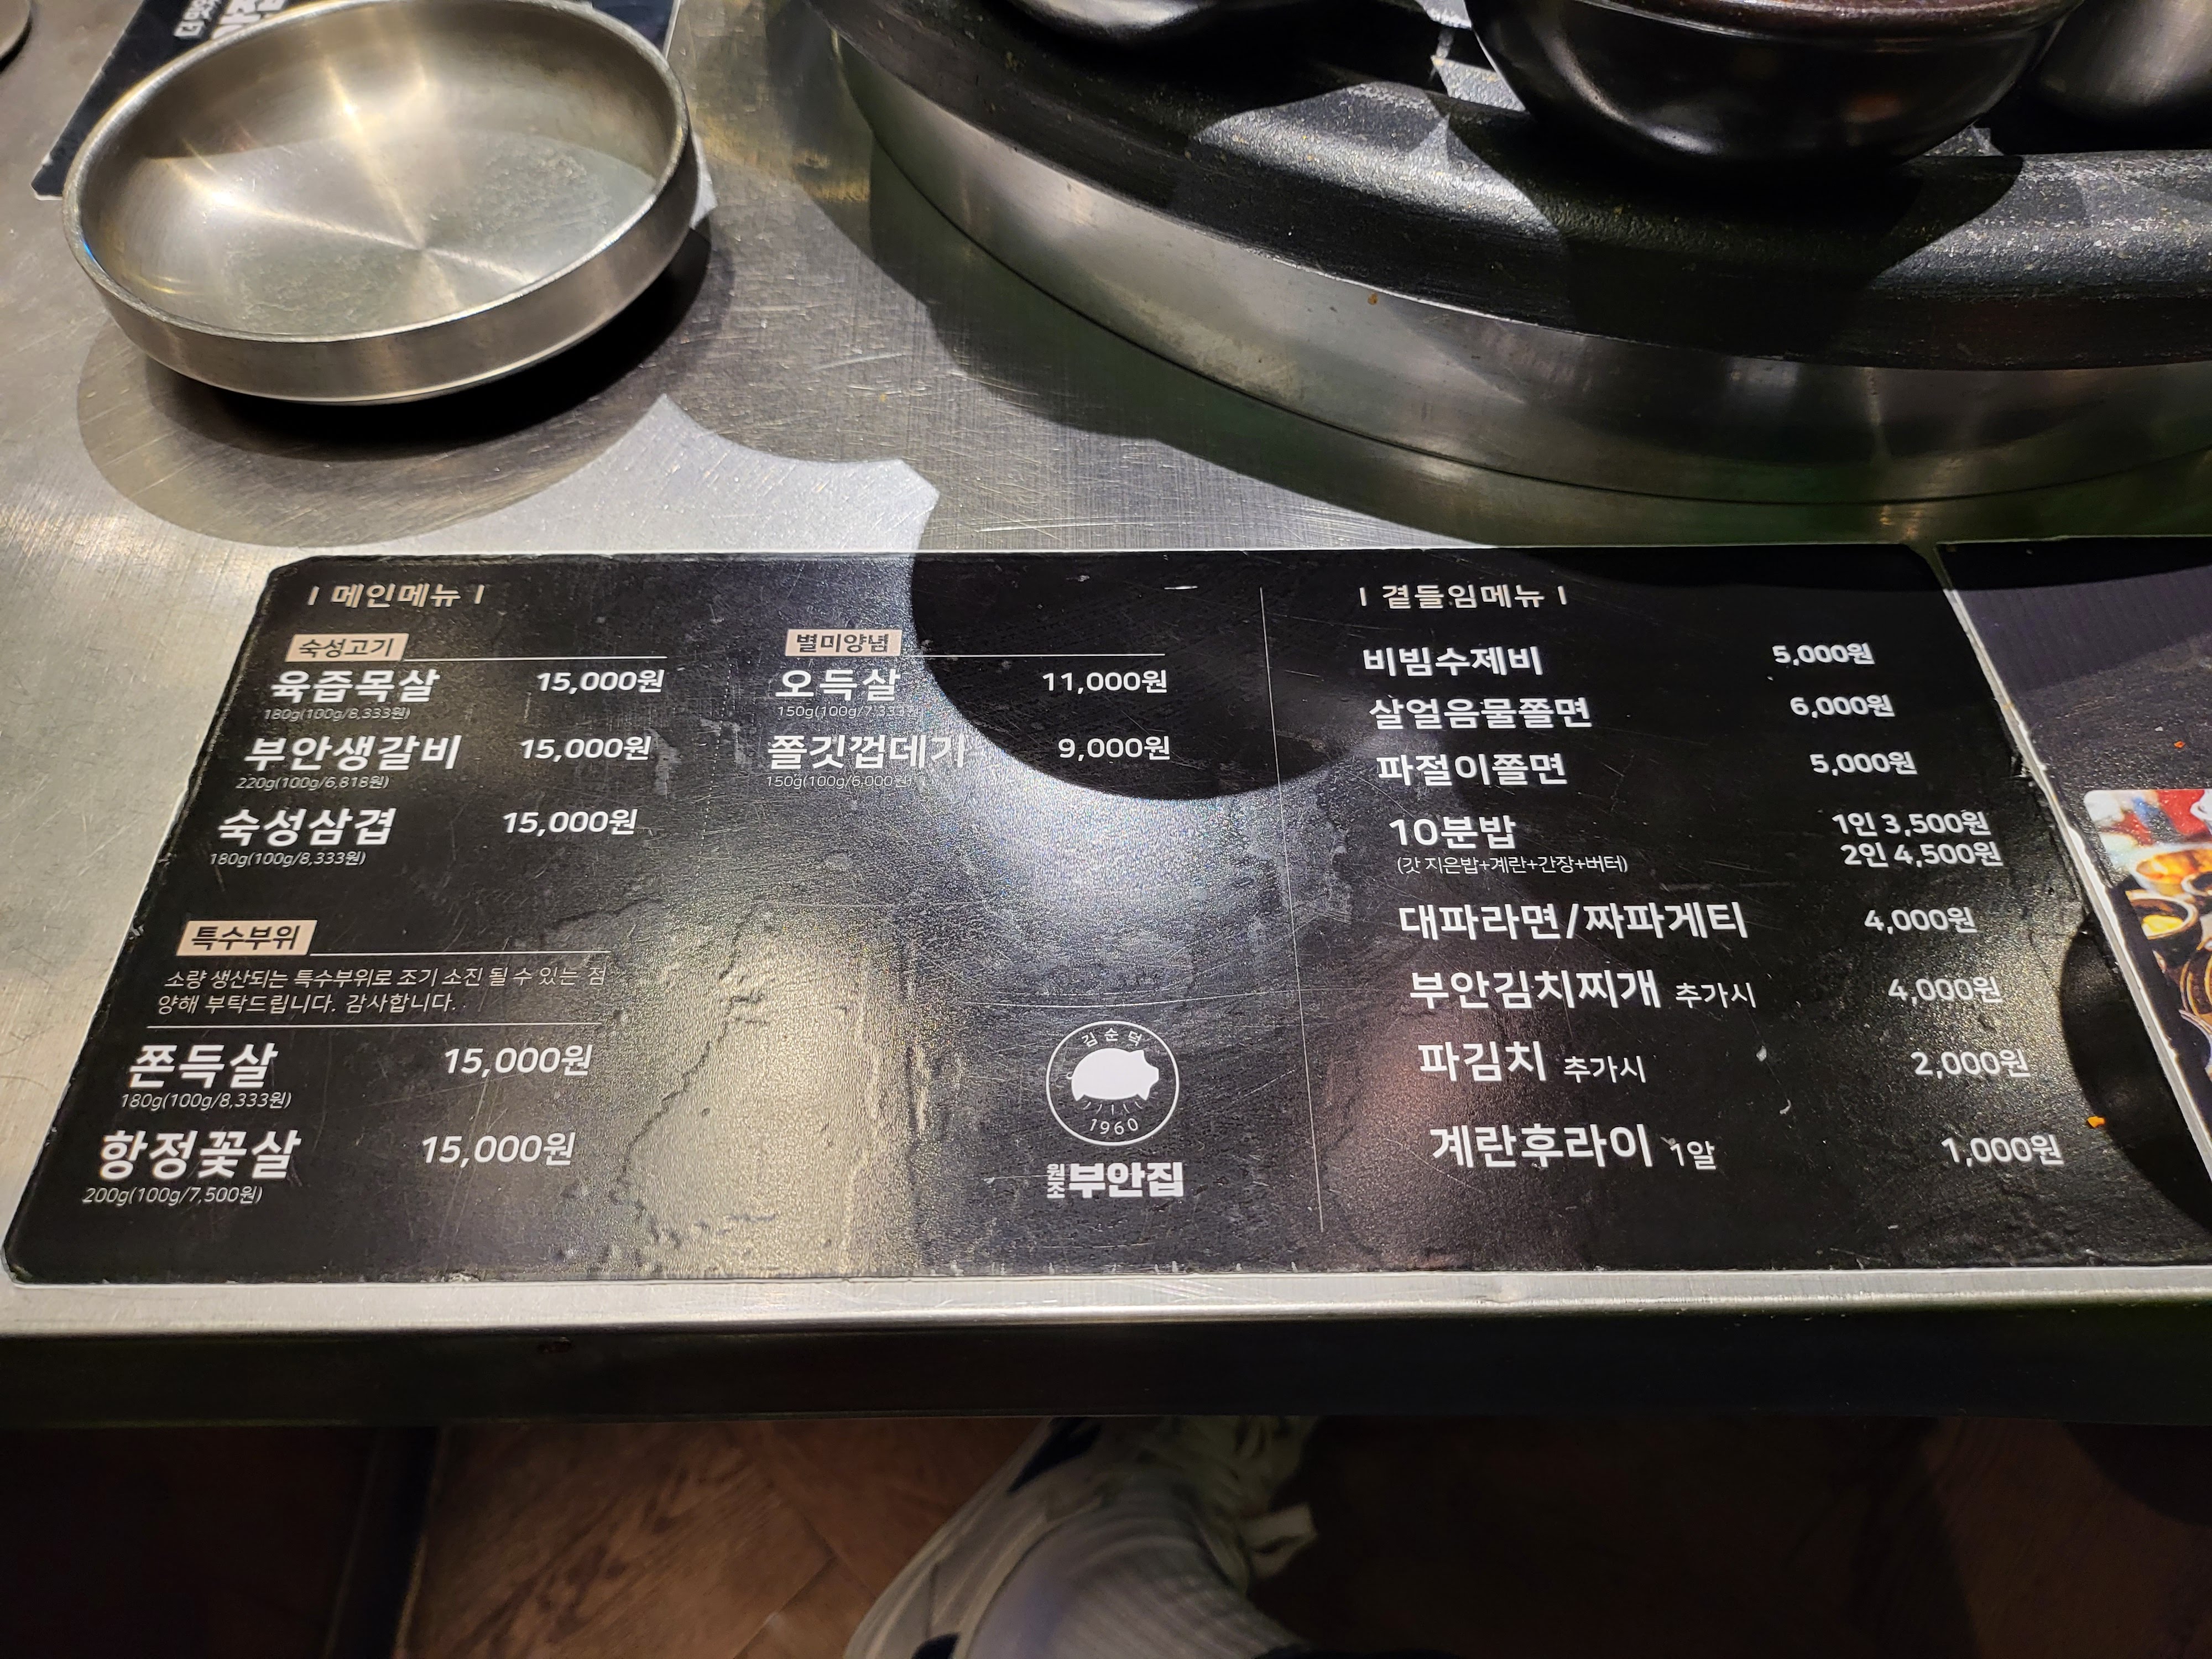 | 메인메뉴 |
숙성고기
육즙목살 15,000원
180g(100g/8,333원)
부안생갈비 15,000원
220g(100g/6,818원)
숙성삼겹 15,000원
180g(100g/8,333원)
특수부위
소량 생산되는 특수부위로 조기 소진 될 수 있는 점
양해 부탁드립니다. 감사합니다.
쫀득살 15,000원
180g(100g/8,333원)
항정꽃살 15,000원
200g(100g/7,500원)
별미양념
오득살 11,000원
150g(100g/7,333원)
쫄깃껍데기 9,000원
150g(100g/6,000원)
김순덕
1960
원조 부안집
| 곁들임메뉴 |
비빔수제비 5,000원
살얼음물쫄면 6,000원
파절이쫄면 5,000원
10분밥 1인 3,500원
2인 4,500원
(갓 지은밥+계란+간장+버터)
대파라면/짜파게티 4,000원
부안김치찌개 추가시 4,000원
파김치 추가시 2,000원
계란후라이 1알 1,000원